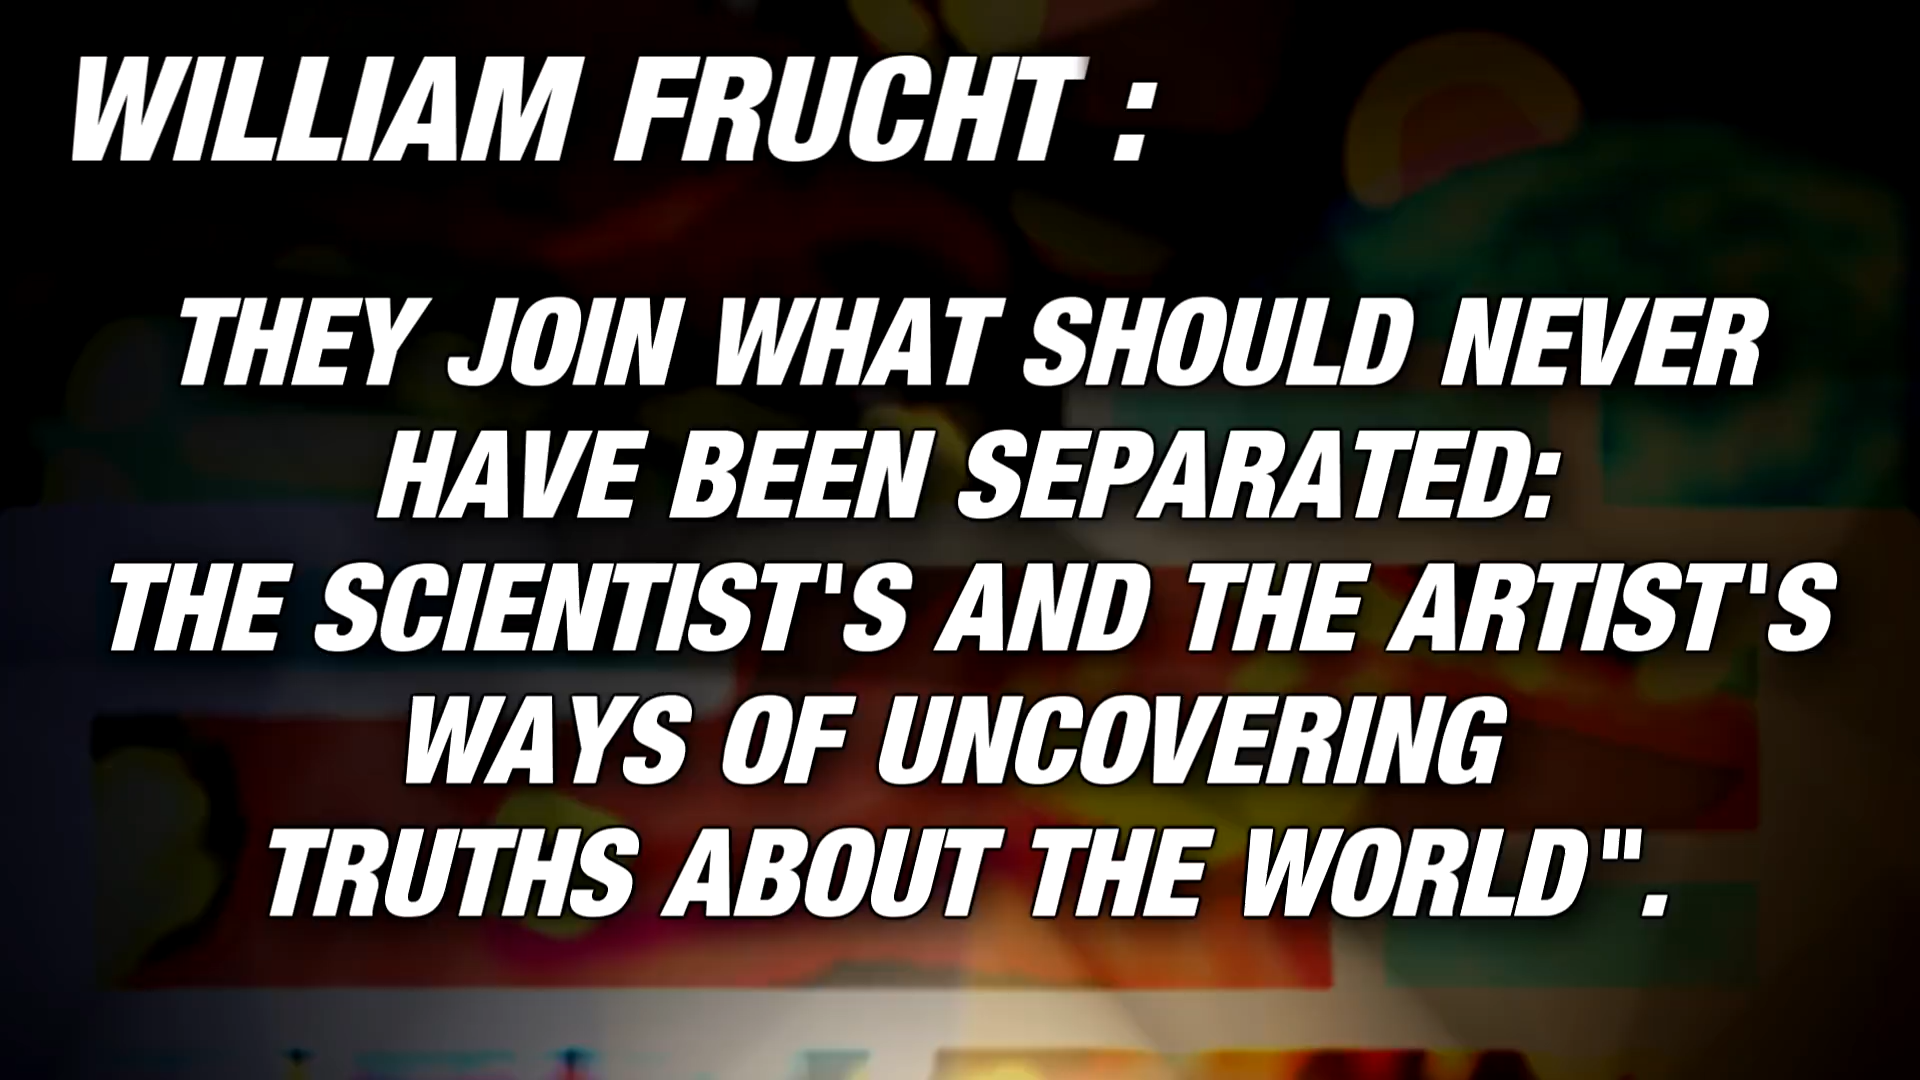 WILLIAM FRUCHT :
THEY JOIN WHAT SHOULD NEVER
HAVE BEEN SEPARATED:
THE SCIENTIST'S AND THE ARTIST'S
WAYS OF UNCOVERING
TRUTHS ABOUT THE WORLD".